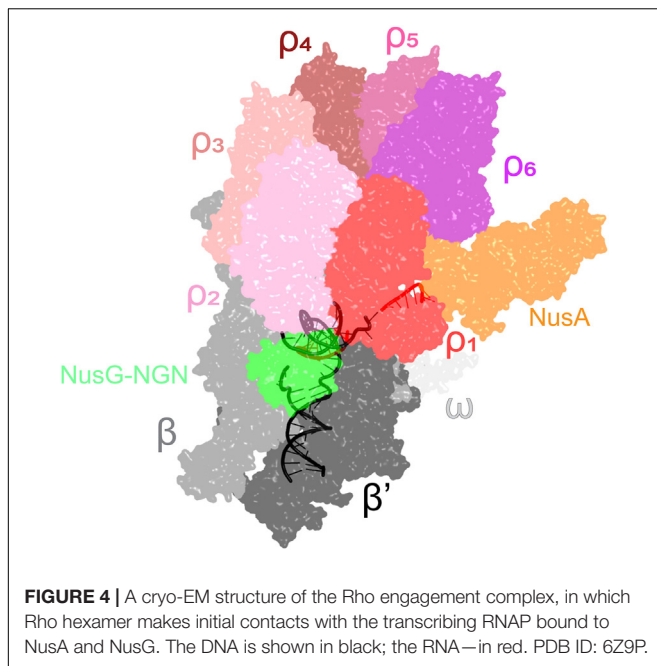 ρ4
ρ5
ρ3
ρ6
ρ2
NusA
ρ1
NusG-NGN
ω
β
β'
FIGURE 4 | A cryo-EM structure of the Rho engagement complex, in which
Rho hexamer makes initial contacts with the transcribing RNAP bound to
NusA and NusG. The DNA is shown in black; the RNA—in red. PDB ID: 6Z9P.